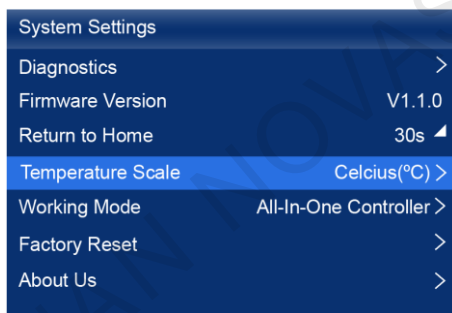 System Settings
Diagnostics >
Firmware Version V1.1.0
Return to Home 30s
Temperature Scale Celcius(ºC) >
Working Mode All-In-One Controller >
Factory Reset >
About Us >